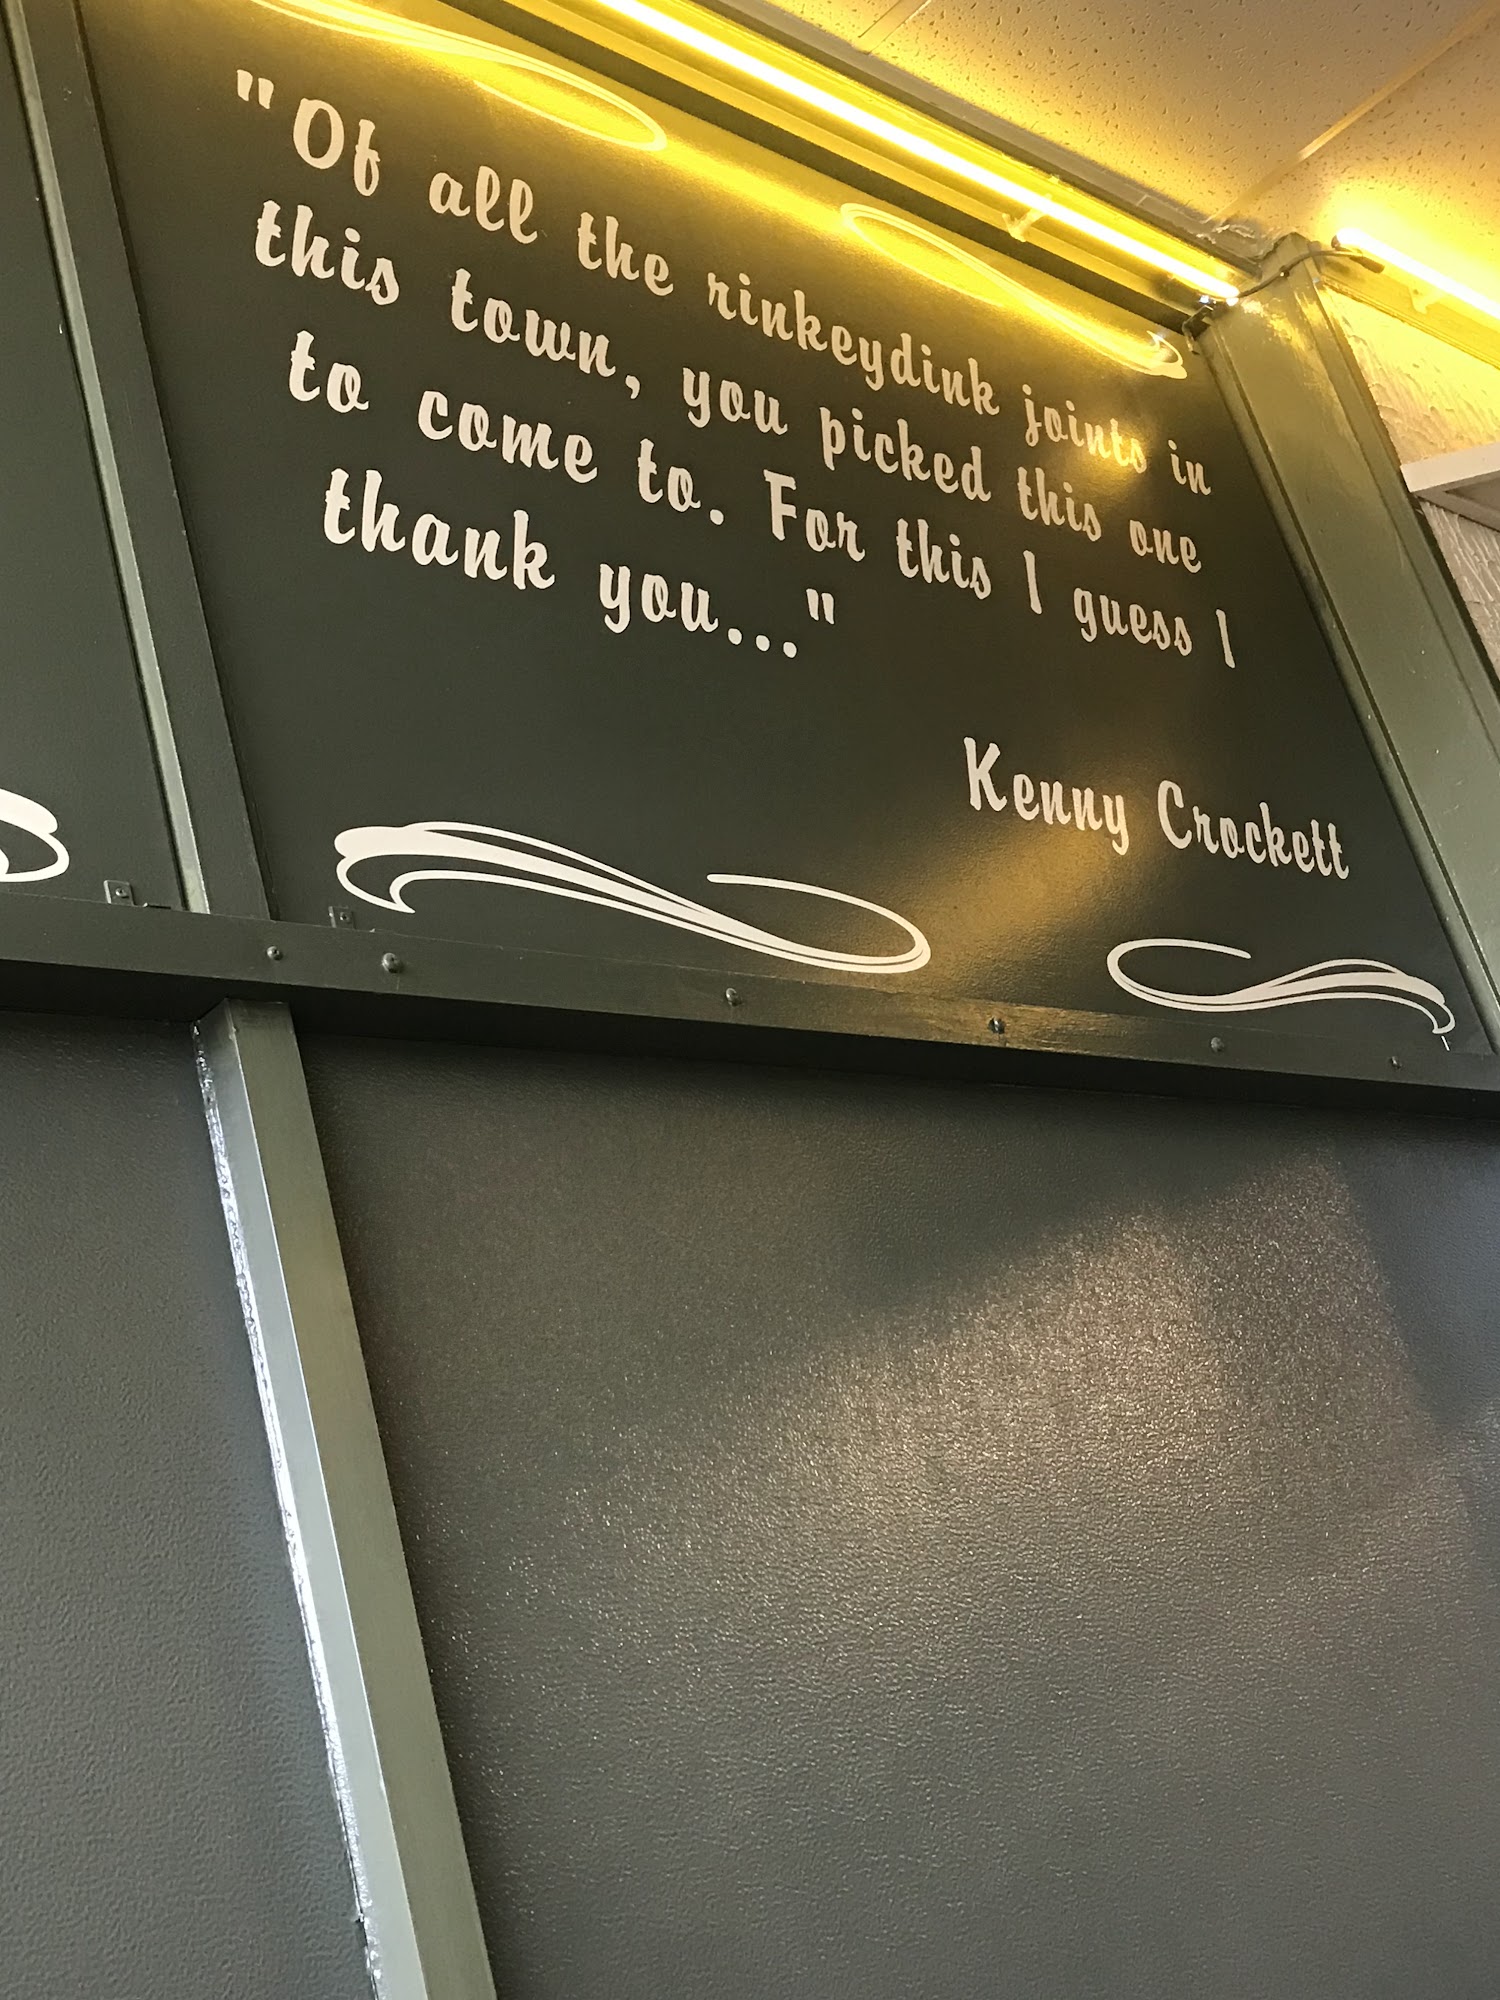 "Of all the rinkeydink joints in
this town, you picked this one
to come to. For this I guess I
thank you..."
Kenny Crockett